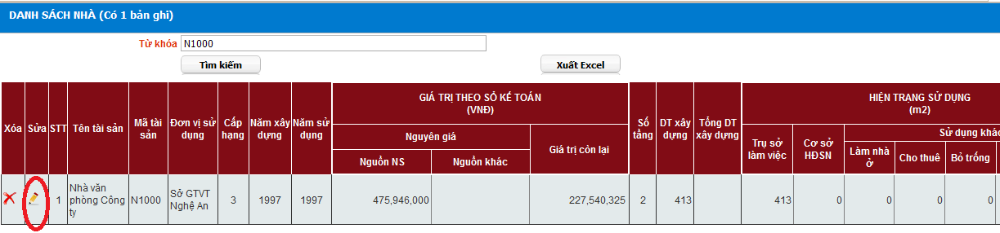 DANH SÁCH NHÀ (Có 1 bản ghi)
Từ khóa N1000
Tìm kiếm Xuất Excel
Xóa Sửa STT Tên tài sản Mã tài sản Đơn vị sử dụng Cấp hạng Năm xây dựng Năm sử dụng GIÁ TRỊ THEO SỔ KẾ TOÁN (VNĐ) Số tầng DT xây dựng Tổng DT xây dựng HIỆN TRẠNG SỬ DỤNG (m2)
Nguyên giá Giá trị còn lại Trụ sở làm việc Cơ sở HĐSN Sử dụng khác
Nguồn NS Nguồn khác Làm nhà ở Cho thuê Bỏ trống
1 Nhà văn phòng Công ty N1000 Sở GTVT Nghệ An 3 1997 1997 475,946,000 227,540,325 2 413 413 0 0 0 0